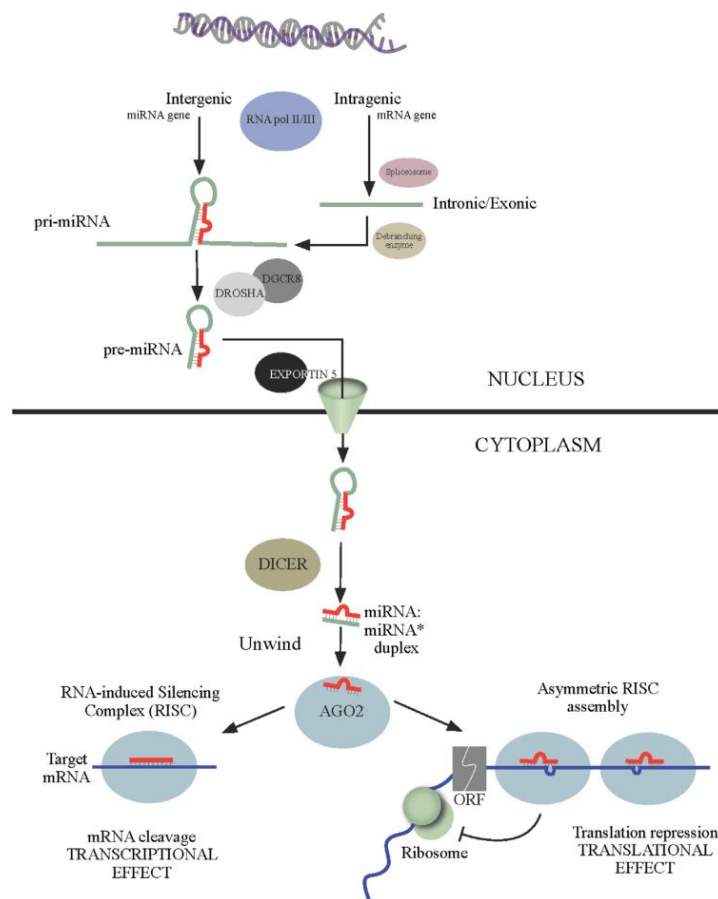 Intergenic
miRNA gene
RNA pol II/III
Intragenic
mRNA gene
Spliceosome
Intronic/Exonic
pri-miRNA
Debranching
enzyme
DGCR8
DROSHA
pre-miRNA
EXPORTIN 5
NUCLEUS
CYTOPLASM
DICER
miRNA:
miRNA*
duplex
Unwind
RNA-induced Silencing
Complex (RISC)
AGO2
Asymmetric RISC
assembly
Target
mRNA
ORF
Ribosome
mRNA cleavage
TRANSCRIPTIONAL
EFFECT
Translation repression
TRANSLATIONAL
EFFECT